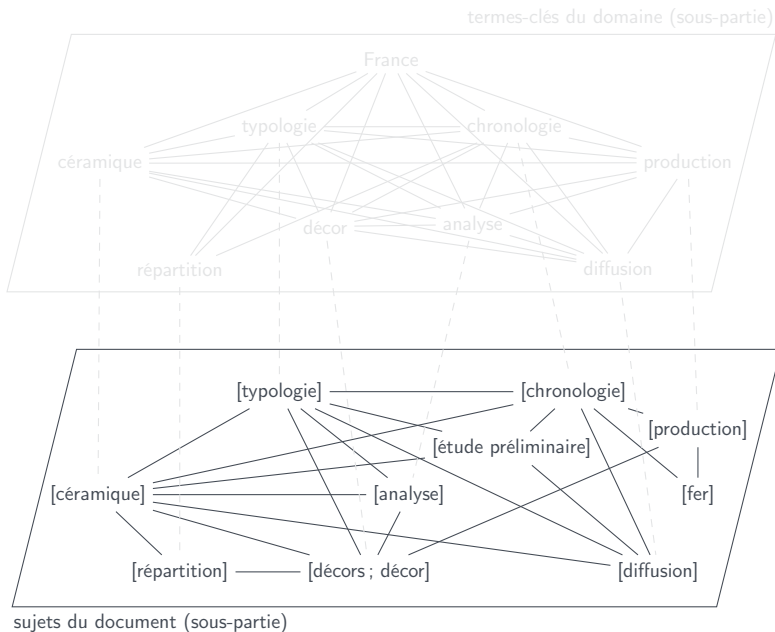 termes-clés du domaine (sous-partie)
France
typologie
chronologie
céramique
production
décor
analyse
répartition
diffusion
[typologie]
[chronologie]
[production]
[étude préliminaire]
[céramique]
[analyse]
[fer]
[répartition]
[décors ; décor]
[diffusion]
sujets du document (sous-partie)